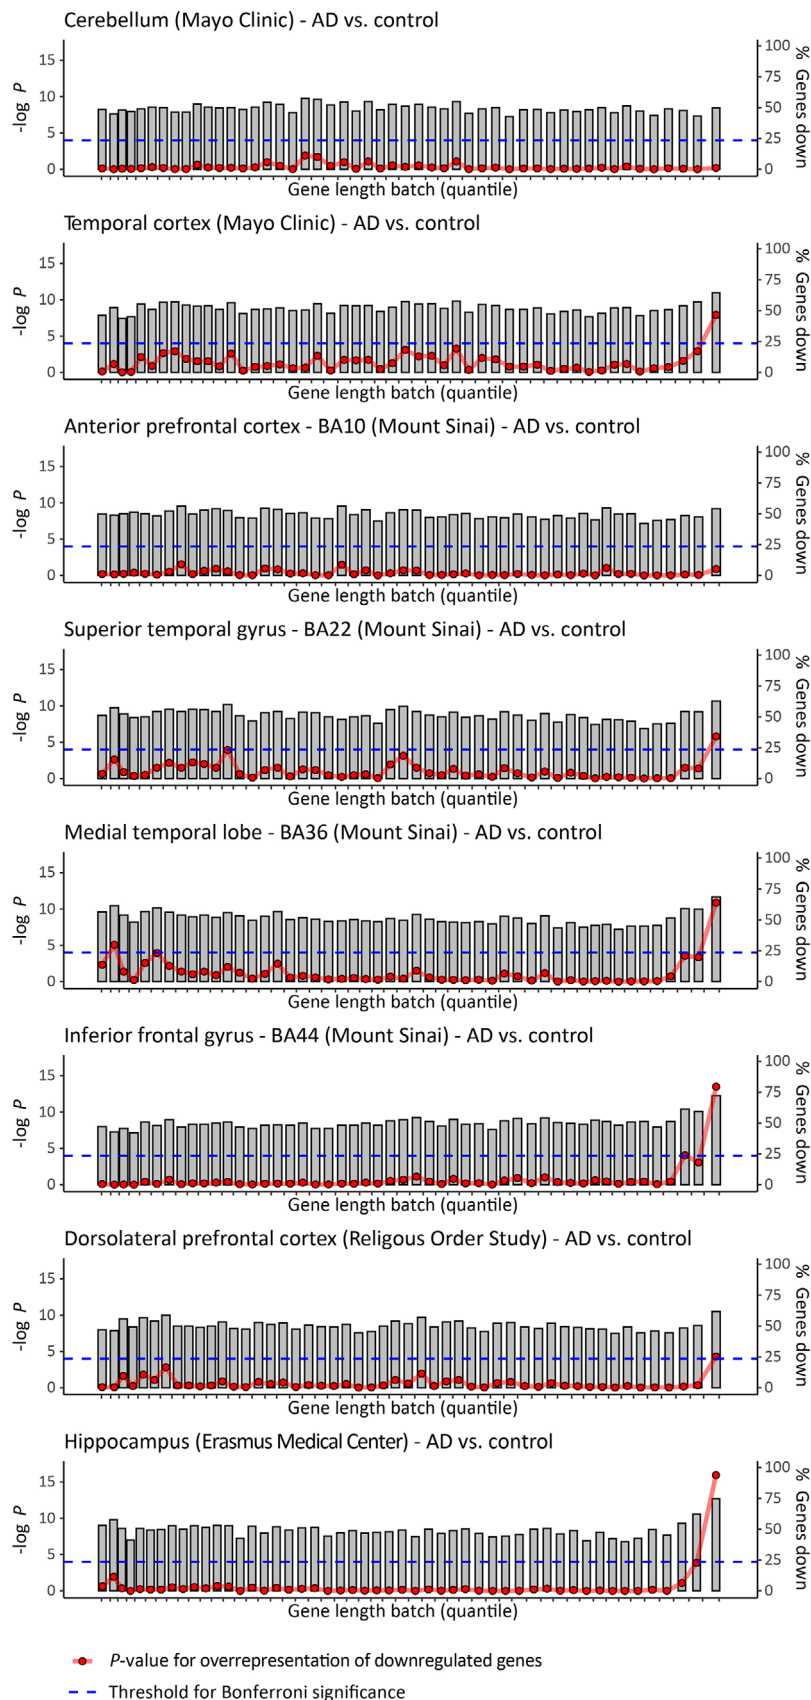 Cerebellum (Mayo Clinic) - AD vs. control
15
10
5
0
-log P
100
75
50
25
0
% Genes down
Gene length batch (quantile)
Temporal cortex (Mayo Clinic) - AD vs. control
15
10
5
0
-log P
100
75
50
25
0
% Genes down
Gene length batch (quantile)
Anterior prefrontal cortex - BA10 (Mount Sinai) - AD vs. control
15
10
5
0
-log P
100
75
50
25
0
% Genes down
Gene length batch (quantile)
Superior temporal gyrus - BA22 (Mount Sinai) - AD vs. control
15
10
5
0
-log P
100
75
50
25
0
% Genes down
Gene length batch (quantile)
Medial temporal lobe - BA36 (Mount Sinai) - AD vs. control
15
10
5
0
-log P
100
75
50
25
0
% Genes down
Gene length batch (quantile)
Inferior frontal gyrus - BA44 (Mount Sinai) - AD vs. control
15
10
5
0
-log P
100
75
50
25
0
% Genes down
Gene length batch (quantile)
Dorsolateral prefrontal cortex (Religous Order Study) - AD vs. control
15
10
5
0
-log P
100
75
50
25
0
% Genes down
Gene length batch (quantile)
Hippocampus (Erasmus Medical Center) - AD vs. control
15
10
5
0
-log P
100
75
50
25
0
% Genes down
Gene length batch (quantile)
P-value for overrepresentation of downregulated genes
Threshold for Bonferroni significance